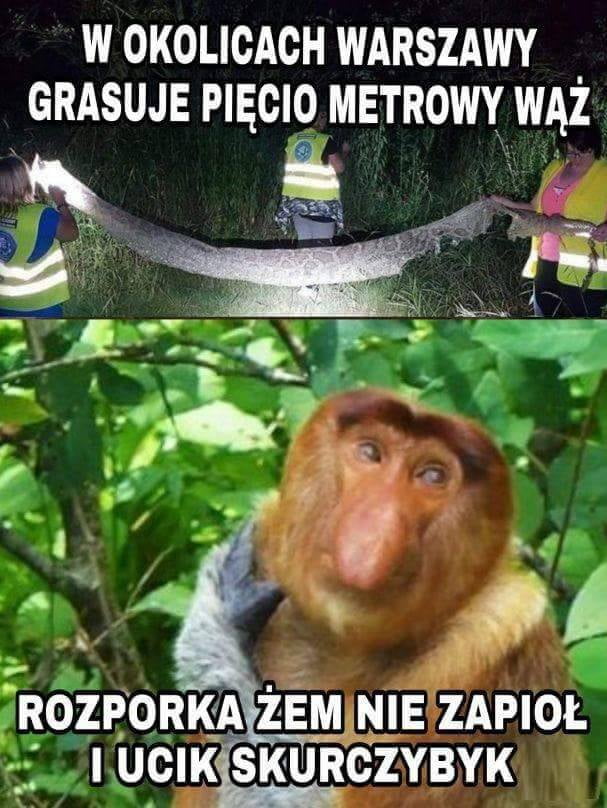 W OKOLICACH WARSZAWY
GRASUJE PIĘCIO METROWY WĄŻ
ROZPORKA ŻEM NIE ZAPIOŁ
I UCIK SKURCZYBYK